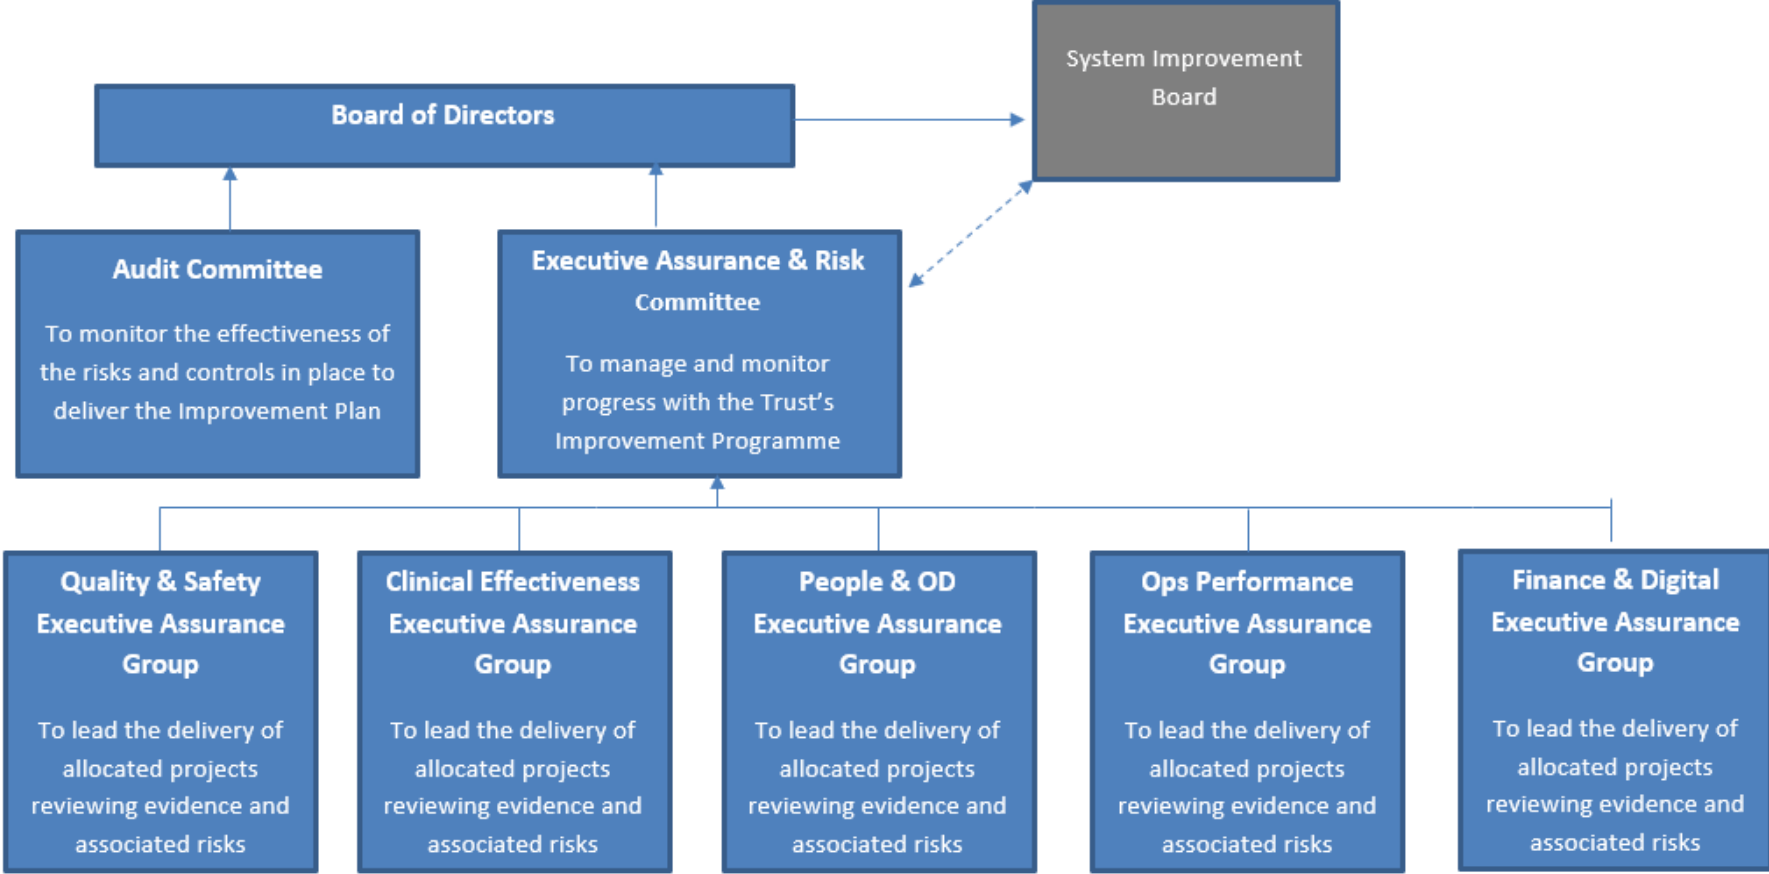 System Improvement
Board
Board of Directors
Audit Committee
To monitor the effectiveness of
the risks and controls in place to
deliver the Improvement Plan
Executive Assurance & Risk
Committee
To manage and monitor
progress with the Trust’s
Improvement Programme
Quality & Safety
Executive Assurance
Group
To lead the delivery of
allocated projects
reviewing evidence and
associated risks
Clinical Effectiveness
Executive Assurance
Group
To lead the delivery of
allocated projects
reviewing evidence and
associated risks
People & OD
Executive Assurance
Group
To lead the delivery of
allocated projects
reviewing evidence and
associated risks
Ops Performance
Executive Assurance
Group
To lead the delivery of
allocated projects
reviewing evidence and
associated risks
Finance & Digital
Executive Assurance
Group
To lead the delivery of
allocated projects
reviewing evidence and
associated risks